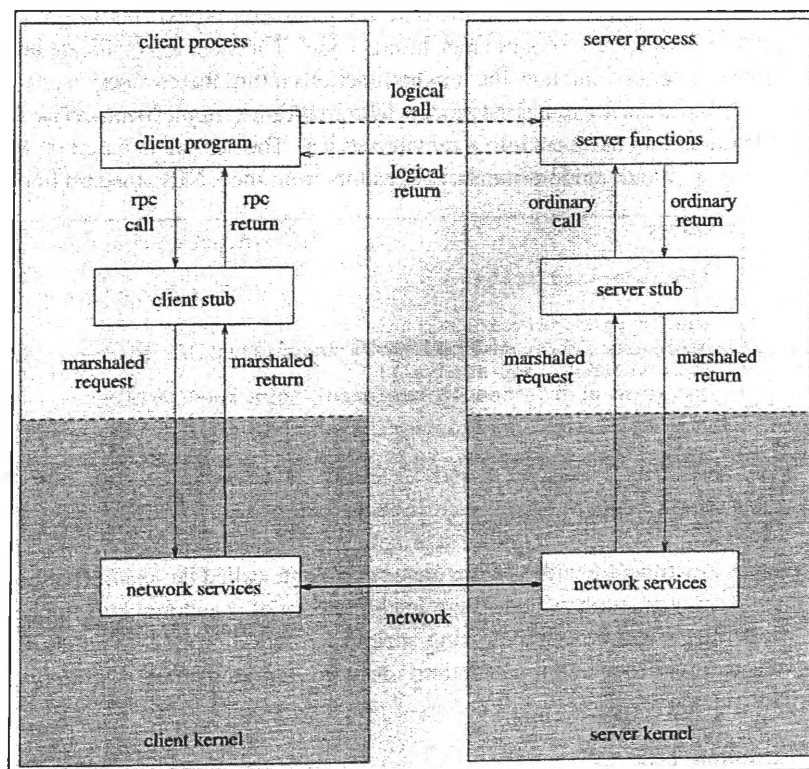 client process
server process
logical
call
client program
server functions
logical
return
rpc
call
rpc
return
ordinary
call
ordinary
return
client stub
server stub
marshaled
request
marshaled
return
marshaled
request
marshaled
return
network services
network services
network
client kernel
server kernel